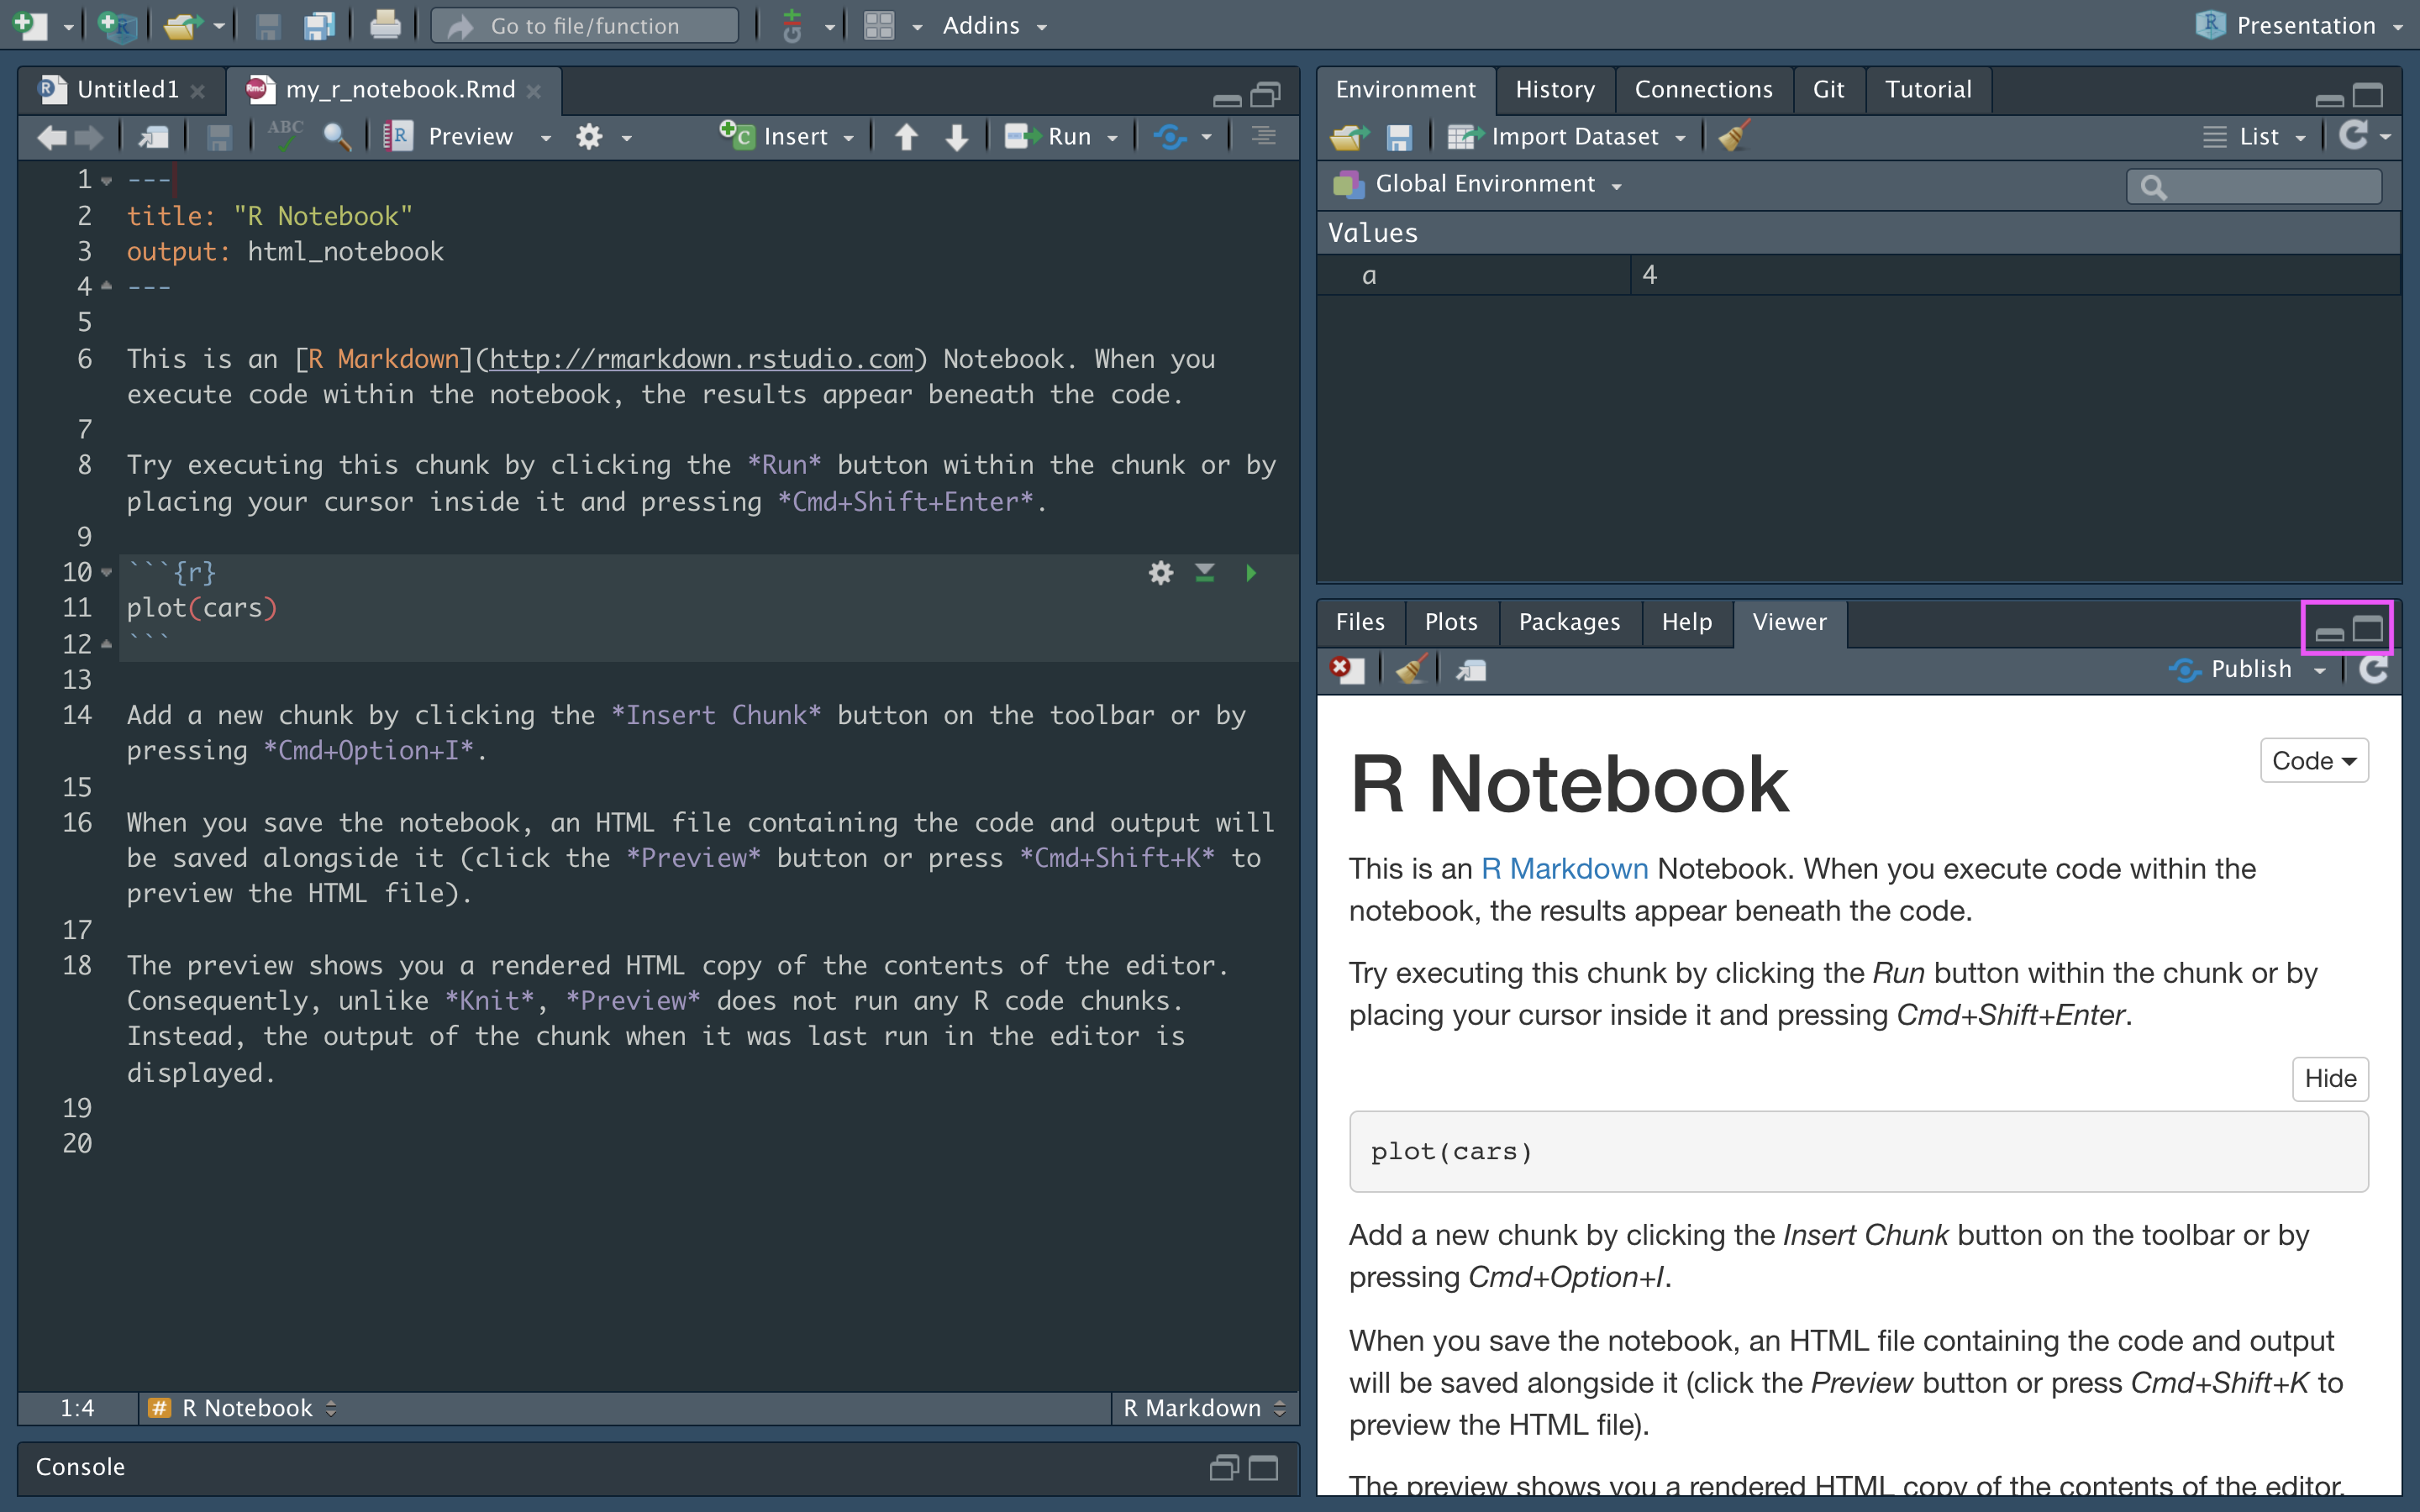 Go to file/function
Git
Addins
Presentation
Untitled1
my_r_notebook.Rmd
ABC
Preview
Insert
Run
1 ---
2 title: "R Notebook"
3 output: html_notebook
4 ---
5
6 This is an [R Markdown](http://rmarkdown.rstudio.com) Notebook. When you
execute code within the notebook, the results appear beneath the code.
7
8 Try executing this chunk by clicking the *Run* button within the chunk or by
placing your cursor inside it and pressing *Cmd+Shift+Enter*.
9
10 ```{r}
11 plot(cars)
12 ```
13
14 Add a new chunk by clicking the *Insert Chunk* button on the toolbar or by
pressing *Cmd+Option+I*.
15
16 When you save the notebook, an HTML file containing the code and output will
be saved alongside it (click the *Preview* button or press *Cmd+Shift+K* to
preview the HTML file).
17
18 The preview shows you a rendered HTML copy of the contents of the editor.
Consequently, unlike *Knit*, *Preview* does not run any R code chunks.
Instead, the output of the chunk when it was last run in the editor is
displayed.
19
20
1:4 # R Notebook R Markdown
Console
Environment History Connections Git Tutorial
Import Dataset List
Global Environment
Values
a 4
Files Plots Packages Help Viewer
Publish
R Notebook
Code
This is an R Markdown Notebook. When you execute code within the
notebook, the results appear beneath the code.
Try executing this chunk by clicking the Run button within the chunk or by
placing your cursor inside it and pressing Cmd+Shift+Enter.
Hide
plot(cars)
Add a new chunk by clicking the Insert Chunk button on the toolbar or by
pressing Cmd+Option+I.
When you save the notebook, an HTML file containing the code and output
will be saved alongside it (click the Preview button or press Cmd+Shift+K to
preview the HTML file).
The preview shows you a rendered HTML copy of the contents of the editor.